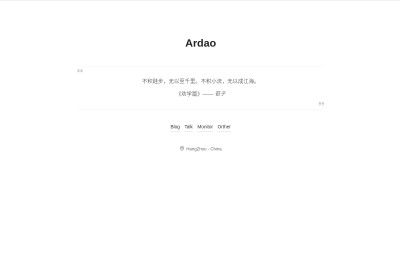 Ardao
不积跬步，无以至千里，不积小流，无以成江海。
《劝学篇》—— 荀子
Blog Talk Monitor Gither
HangZhou - China